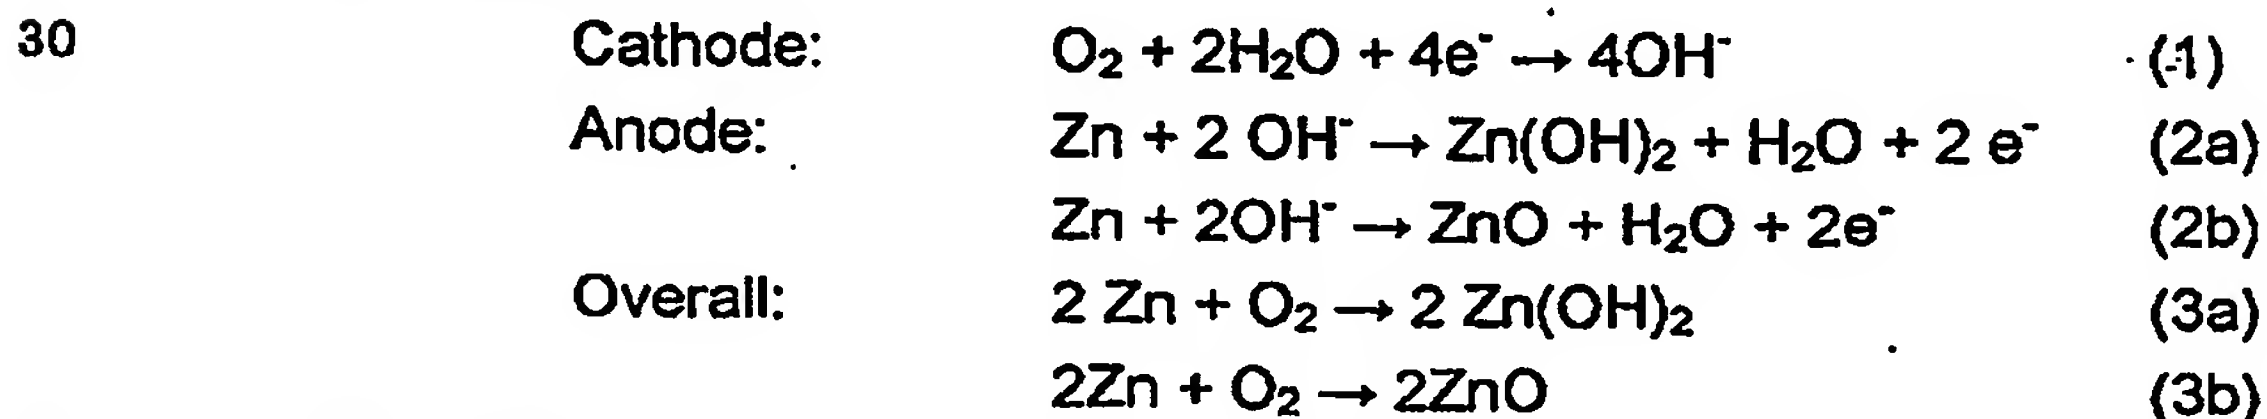 30 Cathode: O₂ + 2H₂O + 4e⁻ → 4OH⁻ (1)
Anode: Zn + 2 OH⁻ → Zn(OH)₂ + H₂O + 2 e⁻ (2a)
Zn + 2OH⁻ → ZnO + H₂O + 2e⁻ (2b)
Overall: 2 Zn + O₂ → 2 Zn(OH)₂ (3a)
2Zn + O₂ → 2ZnO (3b)